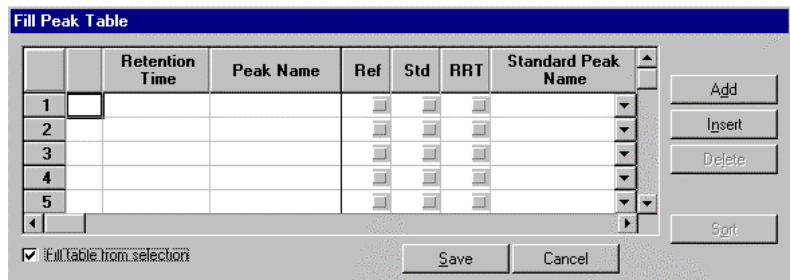 Fill Peak Table
Retention Time Peak Name Ref Std RRT Standard Peak Name
1
2
3
4
5
Add
Insert
Delete
Sort
Fill table from selection
Save Cancel